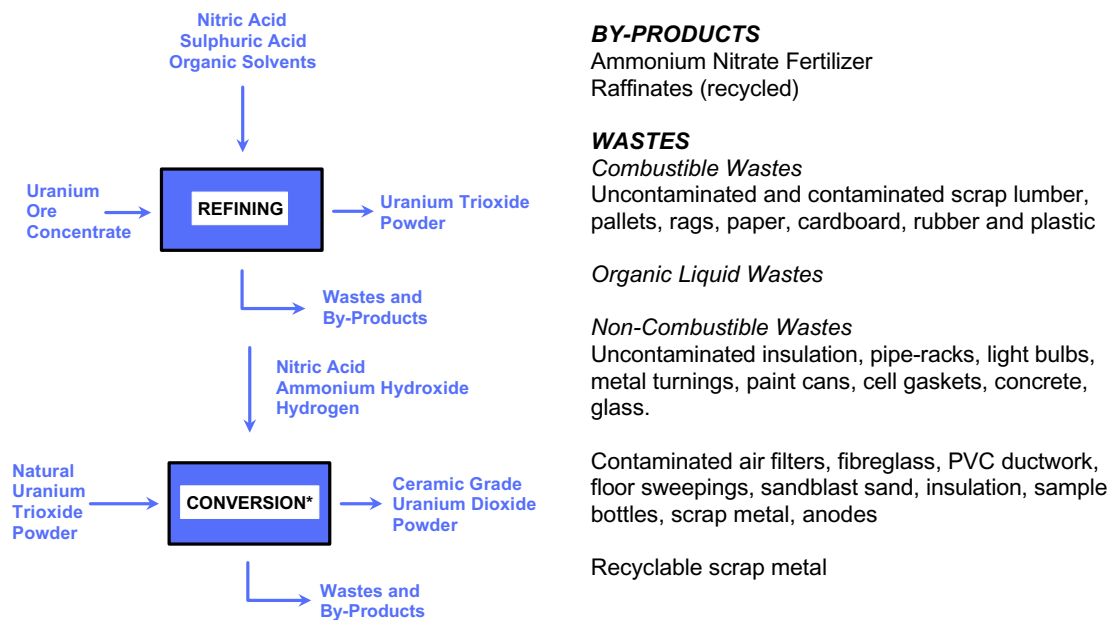 Nitric Acid
Sulphuric Acid
Organic Solvents
Uranium
Ore
Concentrate
REFINING
Uranium Trioxide
Powder
Wastes and
By-Products
Nitric Acid
Ammonium Hydroxide
Hydrogen
Natural
Uranium
Trioxide
Powder
CONVERSION*
Ceramic Grade
Uranium Dioxide
Powder
Wastes and
By-Products
BY-PRODUCTS
Ammonium Nitrate Fertilizer
Raffinates (recycled)
WASTES
Combustible Wastes
Uncontaminated and contaminated scrap lumber,
pallets, rags, paper, cardboard, rubber and plastic
Organic Liquid Wastes
Non-Combustible Wastes
Uncontaminated insulation, pipe-racks, light bulbs,
metal turnings, paint cans, cell gaskets, concrete,
glass.
Contaminated air filters, fibreglass, PVC ductwork,
floor sweepings, sandblast sand, insulation, sample
bottles, scrap metal, anodes
Recyclable scrap metal